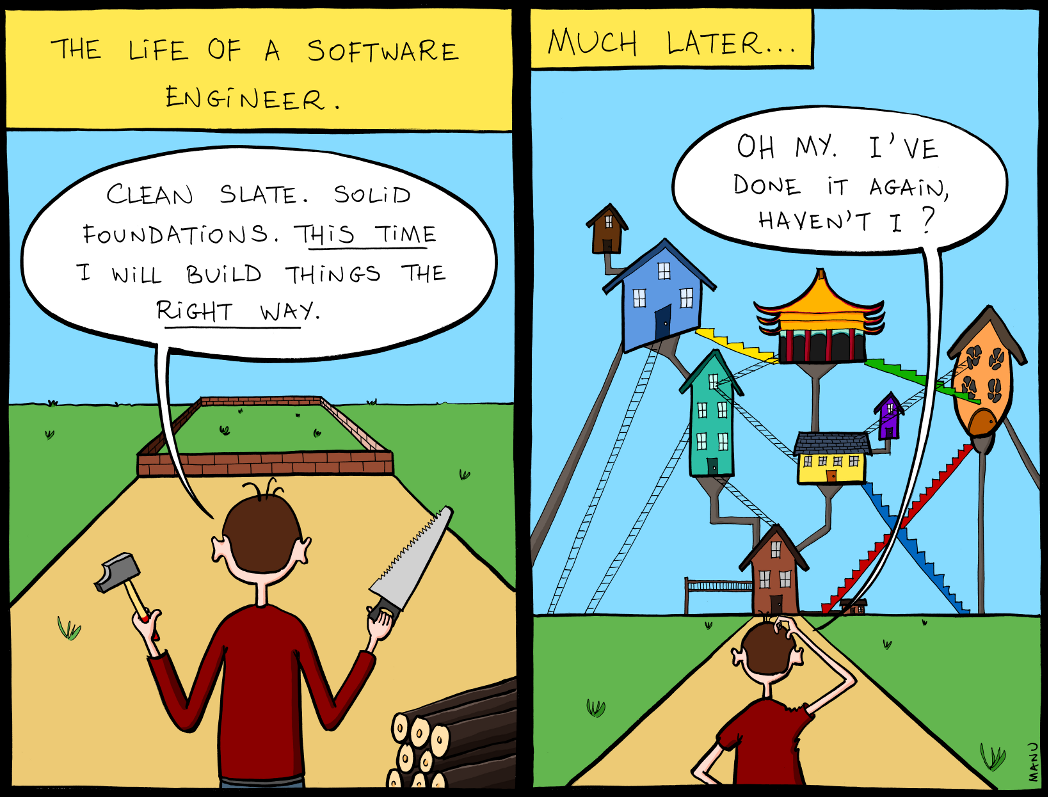 THE LIFE OF A SOFTWARE
ENGINEER.
CLEAN SLATE. SOLID
FOUNDATIONS. THIS TIME
I WILL BUILD THINGS THE
RIGHT WAY.
MUCH LATER...
OH MY. I'VE
DONE IT AGAIN,
HAVEN'T I ?
MANU